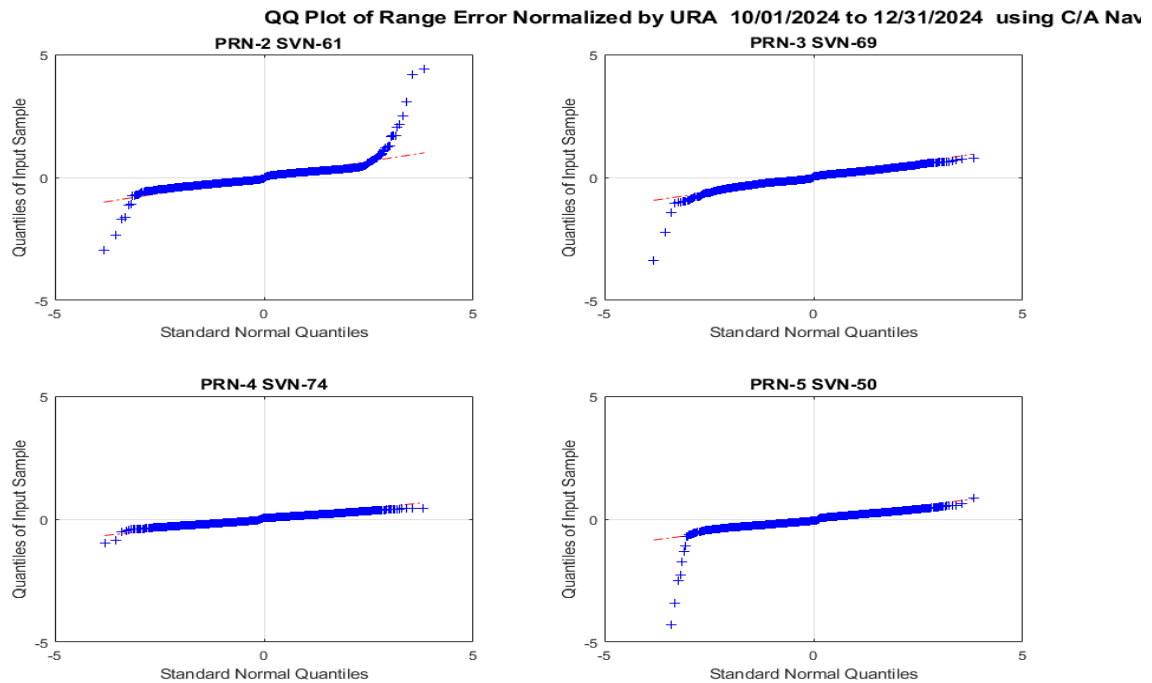 QQ Plot of Range Error Normalized by URA 10/01/2024 to 12/31/2024 using C/A Nav
PRN-2 SVN-61
5
0
-5
-5
0
5
Quantiles of Input Sample
Standard Normal Quantiles
PRN-3 SVN-69
5
0
-5
-5
0
5
Quantiles of Input Sample
Standard Normal Quantiles
PRN-4 SVN-74
5
0
-5
-5
0
5
Quantiles of Input Sample
Standard Normal Quantiles
PRN-5 SVN-50
5
0
-5
-5
0
5
Quantiles of Input Sample
Standard Normal Quantiles